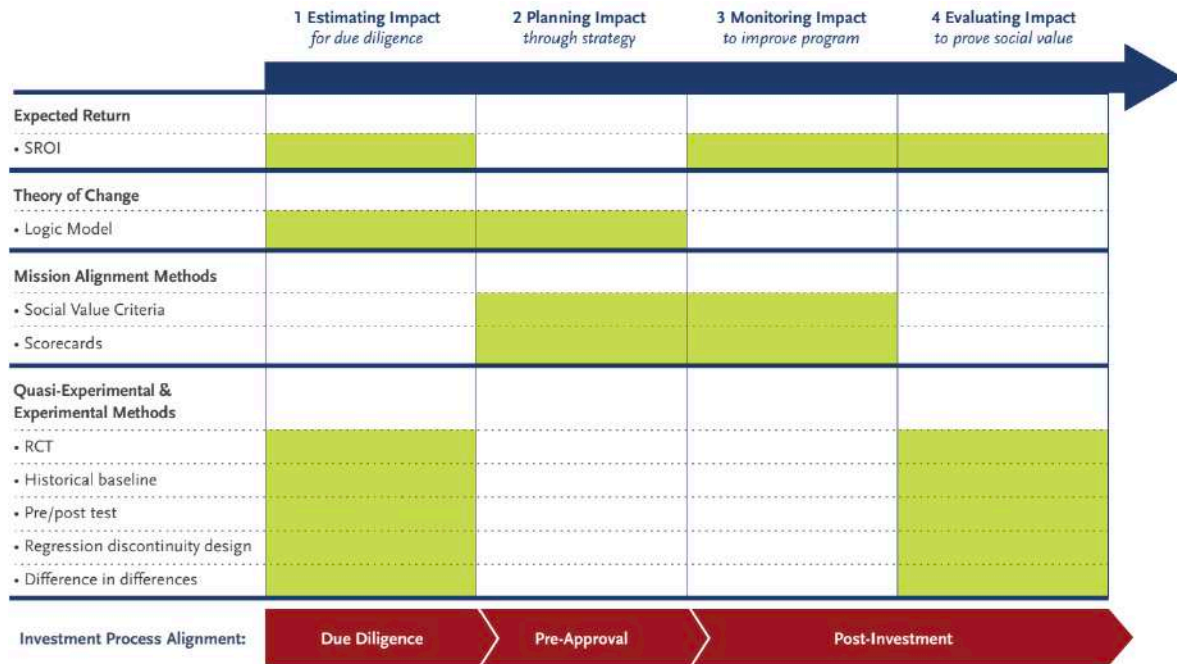 1 Estimating Impact
for due diligence
2 Planning Impact
through strategy
3 Monitoring Impact
to improve program
4 Evaluating Impact
to prove social value
Expected Return
• SROI
Theory of Change
• Logic Model
Mission Alignment Methods
• Social Value Criteria
• Scorecards
Quasi-Experimental &
Experimental Methods
• RCT
• Historical baseline
• Pre/post test
• Regression discontinuity design
• Difference in differences
Investment Process Alignment:
Due Diligence
Pre-Approval
Post-Investment